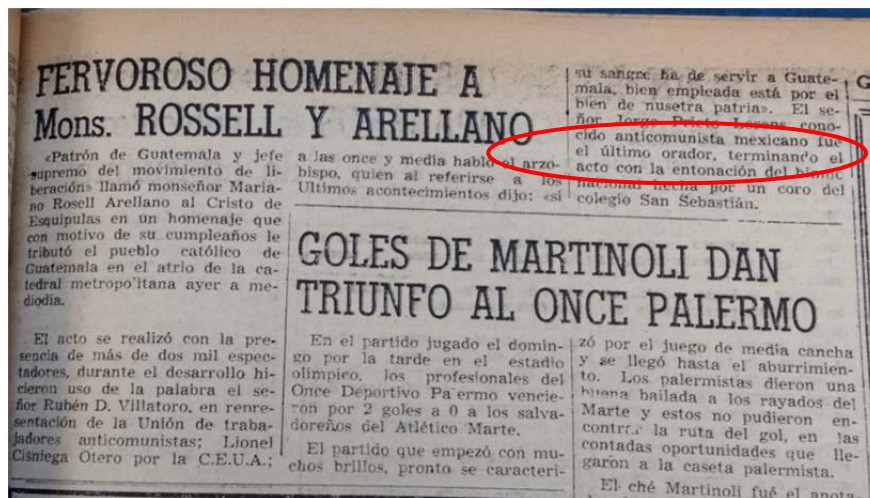 FERVOROSO HOMENAJE A
Mons. ROSSELL Y ARELLANO
«Patrón de Guatemala y jefe
supremo del movimiento de li-
beración» llamó monseñor Maria-
no Rosell Arellano al Cristo de
Esquipulas en un homenaje que
con motivo de su cumpleaños le
tributó el pueblo católico de
Guatemala en el atrio de la ca-
tedral metropolitana ayer a me-
diodia.
El acto se realizó con la pre-
sencia de más de dos mil espec-
tadores, durante el desarrollo hi-
cieron uso de la palabra el se-
ñor Rubén D. Villatoro, en renre-
sentación de la Unión de traba-
jadores anticomunistas; Lionel
Cisniega Otero por la C.E.U.A.;
a las once y media habló el arzo-
bispo, quien al referirse a los
Ultimos acontecimientos dijo: «si
su sangre ha de servir a Guate-
mala, bien empleada está por el
bien de nusetra patria». El se-
ñor Jorge Prieto conno-
cido anticomunista mexicano fue
el último orador, terminando el
acto con la entonación del himno
nacional hecha por un coro del
colegio San Sebastián.
G
GOLES DE MARTINOLI DAN
TRIUNFO AL ONCE PALERMO
En el partido jugado el domin-
go por la tarde en el estadio
olímpico, los profesionales del
Once Deportivo Pa'ermo vencie-
ron por 2 goles a 0 a los salva-
doreños del Atlético Marte.
El partido que empezó con mu-
chos brillos, pronto se caracteri-
zó por el juego de media cancha
y se llegó hasta el aburrimien-
to. Los palermistas dieron una
buena bailada a los rayados del
Marte y estos no pudieron en-
contrar la ruta del gol, en las
contadas oportunidades que lle-
garon a la caseta palermista.
El ché Martinoli fué el anota-